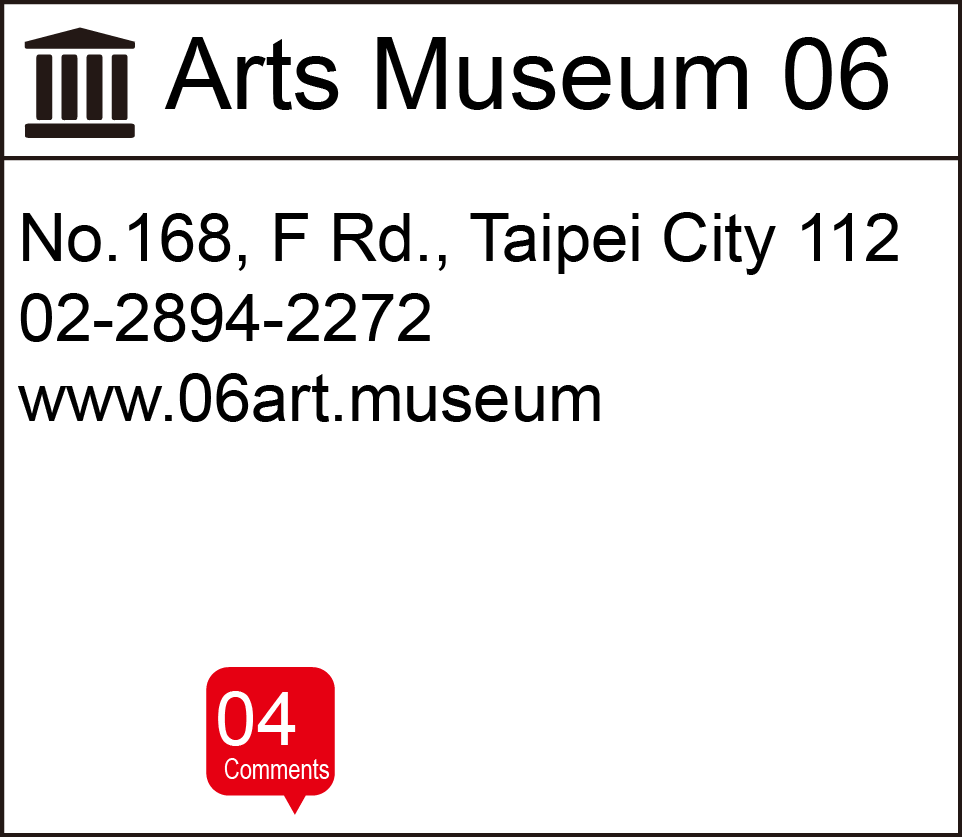 Arts Museum 06
No.168, F Rd., Taipei City 112
02-2894-2272
www.06art.museum
04
Comments